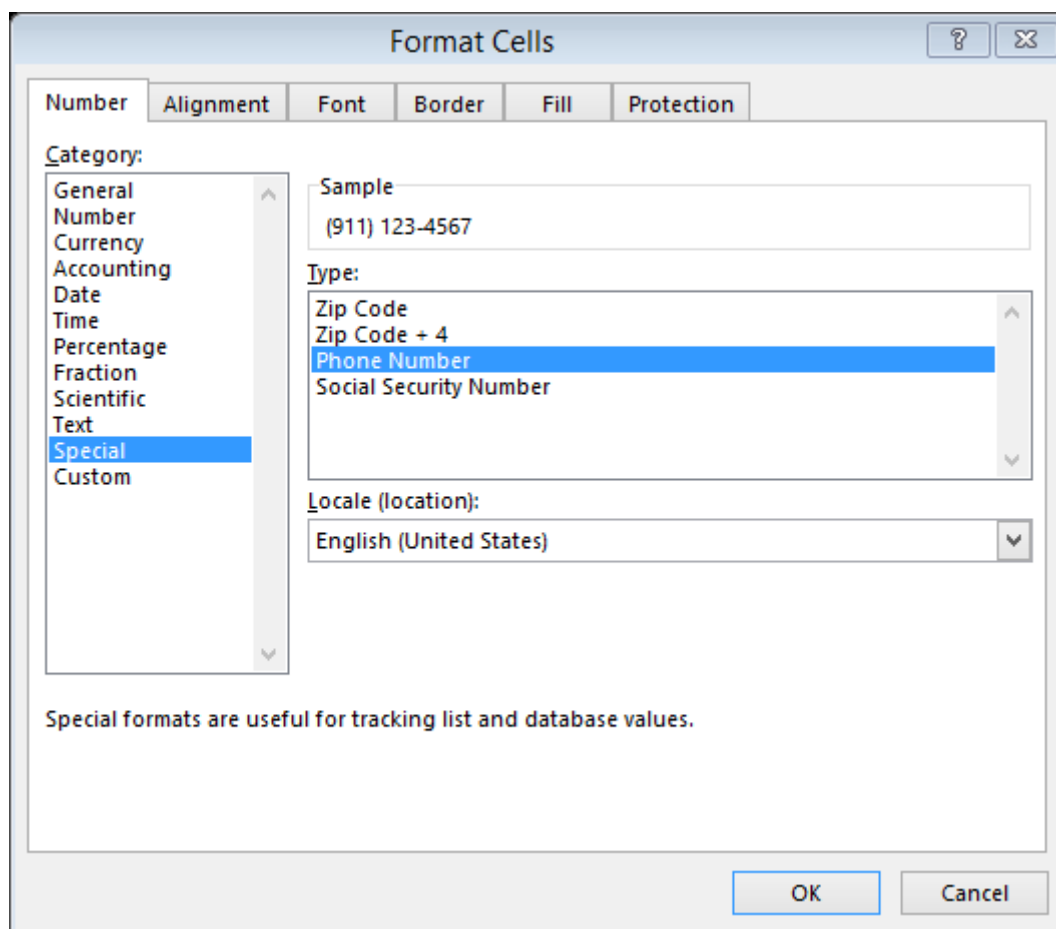 Format Cells
Number Alignment Font Border Fill Protection
Category:
General
Number
Currency
Accounting
Date
Time
Percentage
Fraction
Scientific
Text
Special
Custom
Sample
(911) 123-4567
Type:
Zip Code
Zip Code + 4
Phone Number
Social Security Number
Locale (location):
English (United States)
Special formats are useful for tracking list and database values.
OK Cancel